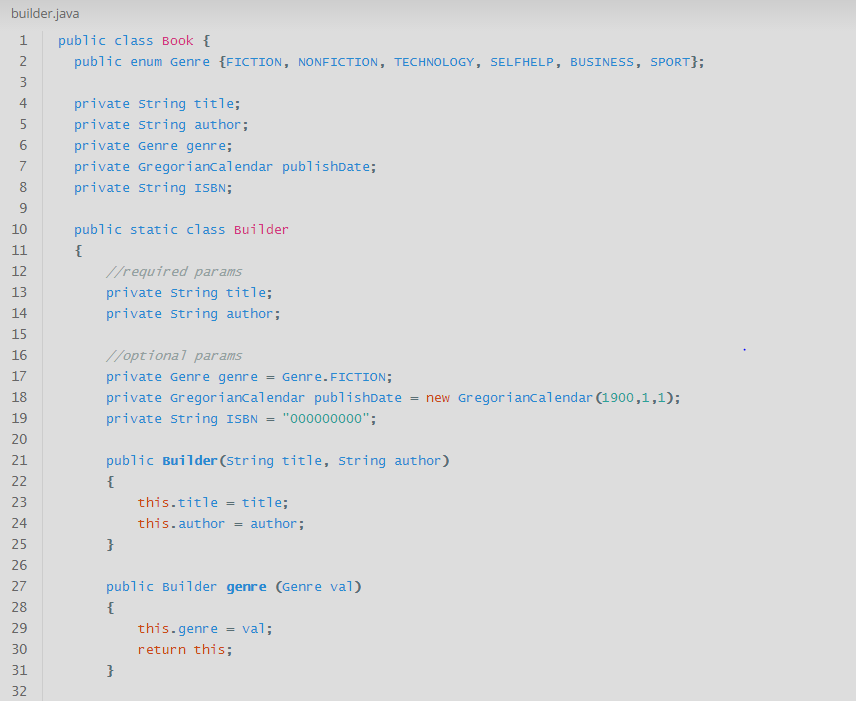 builder.java
1 public class Book {
2 public enum Genre {FICTION, NONFICTION, TECHNOLOGY, SELFHELP, BUSINESS, SPORT};
3
4 private String title;
5 private String author;
6 private Genre genre;
7 private GregorianCalendar publishDate;
8 private String ISBN;
9
10 public static class Builder
11 {
12 //required params
13 private String title;
14 private String author;
15
16 //optional params
17 private Genre genre = Genre.FICTION;
18 private GregorianCalendar publishDate = new GregorianCalendar(1900,1,1);
19 private String ISBN = "000000000";
20
21 public Builder(String title, String author)
22 {
23 this.title = title;
24 this.author = author;
25 }
26
27 public Builder genre (Genre val)
28 {
29 this.genre = val;
30 return this;
31 }
32